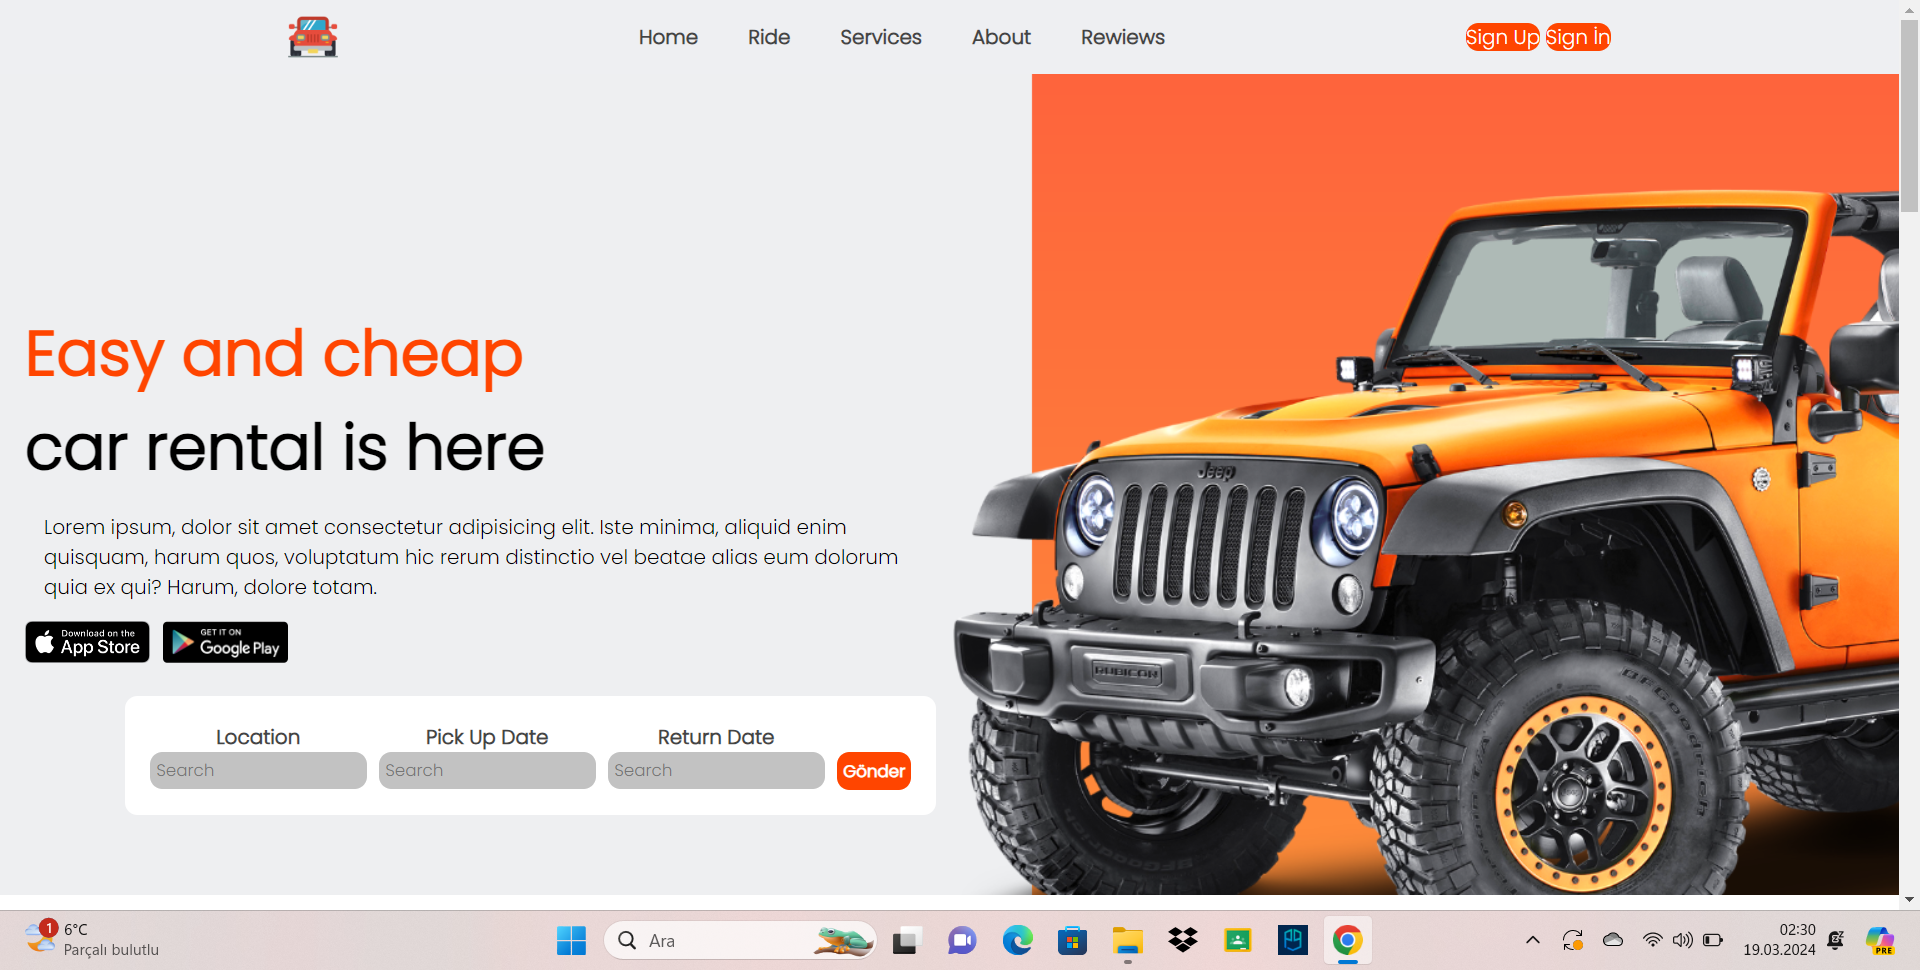 Home Ride Services About Rewiews Sign Up Sign İn
Easy and cheap
car rental is here
Lorem ipsum, dolor sit amet consectetur adipisicing elit. Iste minima, aliquid enim
quisquam, harum quos, voluptatum hic rerum distinctio vel beatae alias eum dolorum
quia ex qui? Harum, dolore totam.
Download on the
App Store
GET IT ON
Google Play
Location Pick Up Date Return Date
Search Search Search Gönder
Jeep
RUBICON
BFGoodrich
1
6°C
Parçalı bulutlu
Ara
02:30
19.03.2024
PRE